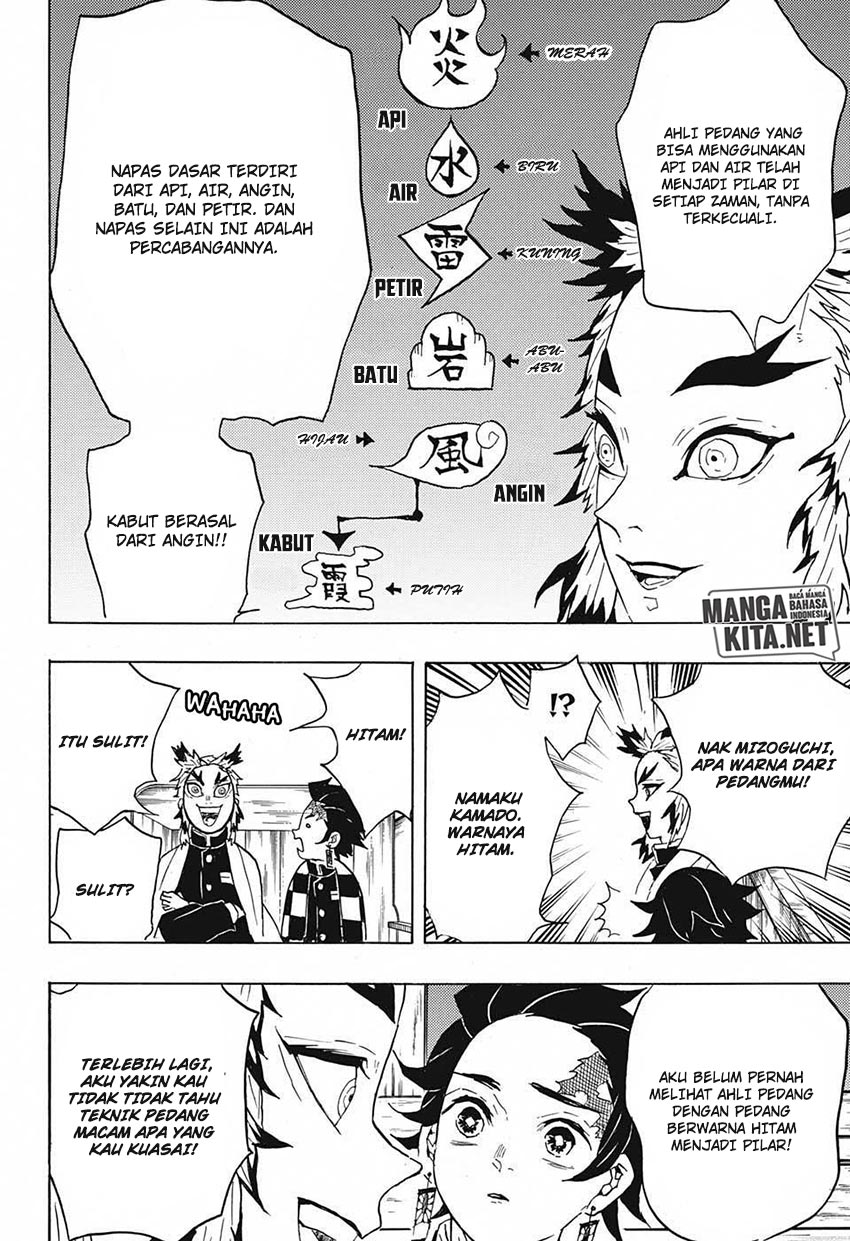 AHLI PEDANG YANG
BISA MENGGUNAKAN
API DAN AIR TELAH
MENJADI PILAR DI
SETIAP ZAMAN, TANPA
TERKECUALI.
炎
MERAH
API
水
BIRU
AIR
雷
KUNING
PETIR
岩
ABU-
ABU
BATU
HIJAU
風
ANGIN
KABUT
霞
PUTIH
NAPAS DASAR TERDIRI
DARI API, AIR, ANGIN,
BATU, DAN PETIR. DAN
NAPAS SELAIN INI ADALAH
PERCABANGANNYA.
KABUT BERASAL
DARI ANGIN!!
MANGA
KITA.NET
BACA MANGA
BAHASA
INDONESIA
NAK MIZOGUCHI,
APA WARNA DARI
PEDANGMU!
!?
NAMAKU
KAMADO.
WARNAYA
HITAM.
HITAM!
WAHAHA
ITU SULIT!
SULIT?
AKU BELUM PERNAH
MELIHAT AHLI PEDANG
DENGAN PEDANG
BERWARNA HITAM
MENJADI PILAR!
TERLEBIH LAGI,
AKU YAKIN KAU
TIDAK TIDAK TAHU
TEKNIK PEDANG
MACAM APA YANG
KAU KUASAI!